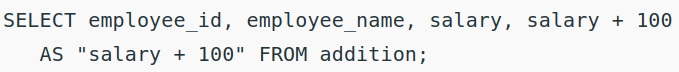 SELECT employee_id, employee_name, salary, salary + 100
AS "salary + 100" FROM addition;